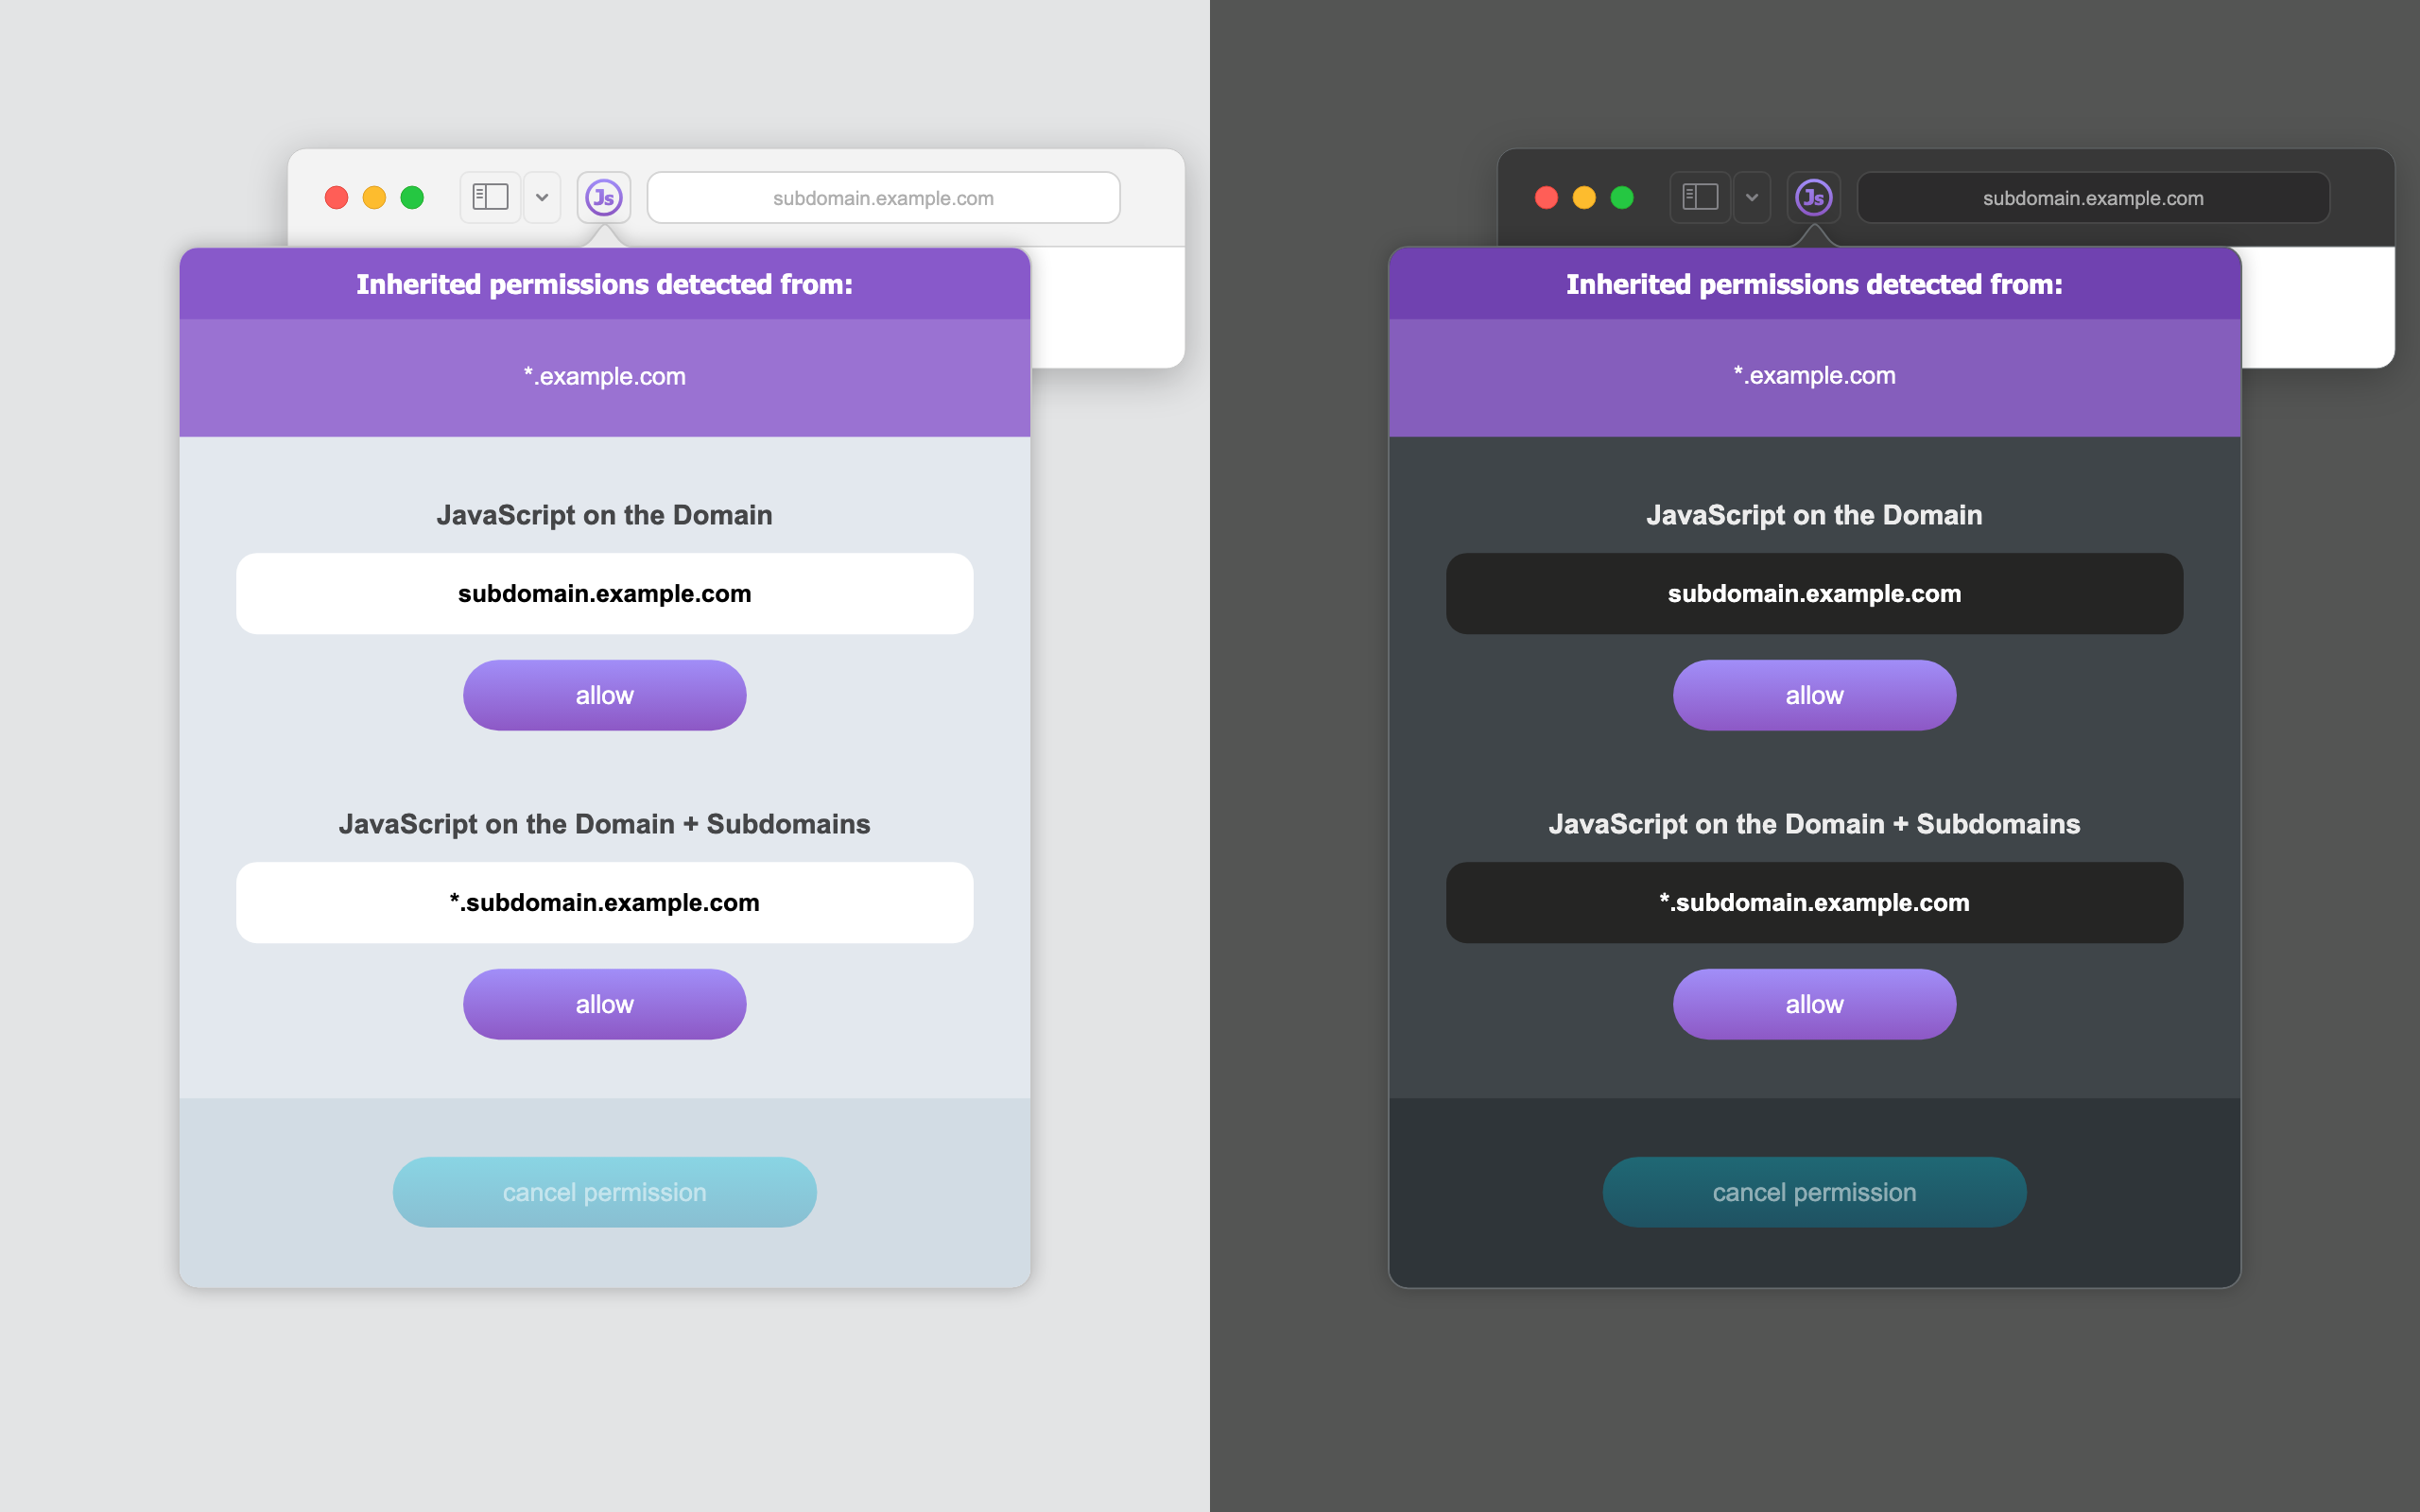 Js
subdomain.example.com
Inherited permissions detected from:
*.example.com
JavaScript on the Domain
subdomain.example.com
allow
JavaScript on the Domain + Subdomains
*.subdomain.example.com
allow
cancel permission
Js
subdomain.example.com
Inherited permissions detected from:
*.example.com
JavaScript on the Domain
subdomain.example.com
allow
JavaScript on the Domain + Subdomains
*.subdomain.example.com
allow
cancel permission